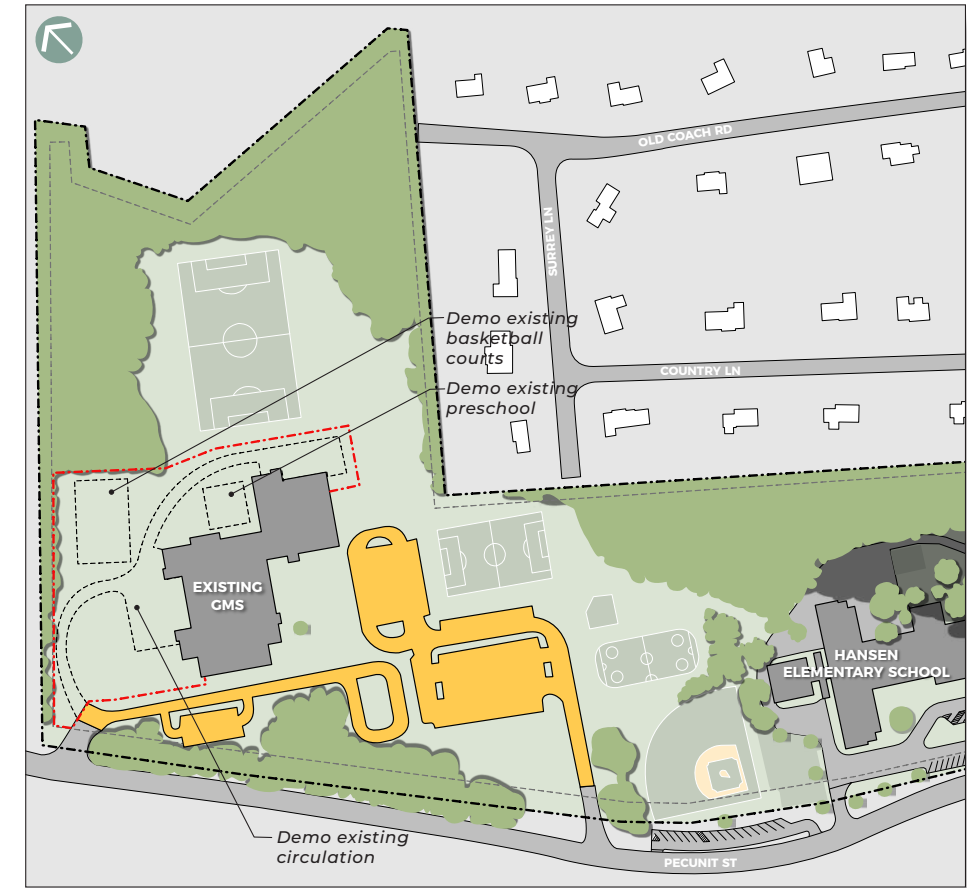 OLD COACH RD
SURREY LN
Demo existing
basketball
courts
COUNTRY LN
Demo existing
preschool
EXISTING
GMS
HANSEN
ELEMENTARY SCHOOL
Demo existing
circulation
PECUNIT ST